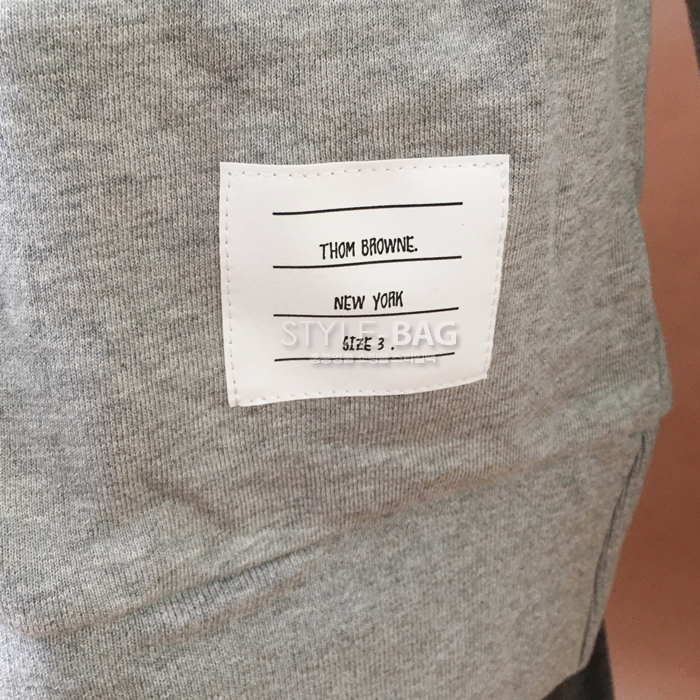 THOM BROWNE.
NEW YORK
STYLE BAG
SIZE 3 .